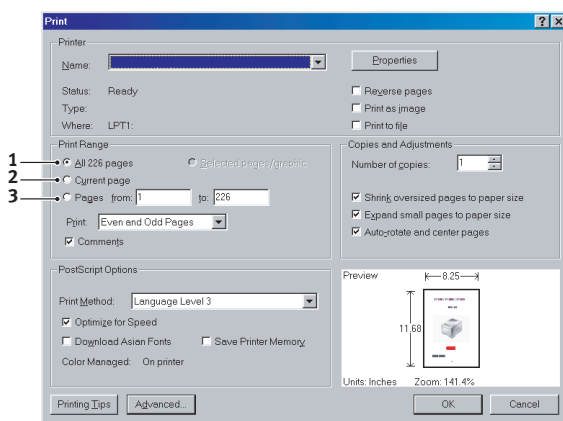 Print
Printer
Name:
Properties
Status: Ready
Reverse pages
Type:
Print as image
Where: LPT1:
Print to file
Print Range
1 All 226 pages
Selected pages/graphic
2 Current page
3 Pages from: 1 to: 226
Print: Even and Odd Pages
Comments
Copies and Adjustments
Number of copies: 1
Shrink oversized pages to paper size
Expand small pages to paper size
Auto-rotate and center pages
PostScript Options
Print Method: Language Level 3
Optimize for Speed
Download Asian Fonts Save Printer Memory
Color Managed: On printer
Preview
8.25
11.68
Units: Inches Zoom: 141.4%
Printing Tips Advanced... OK Cancel